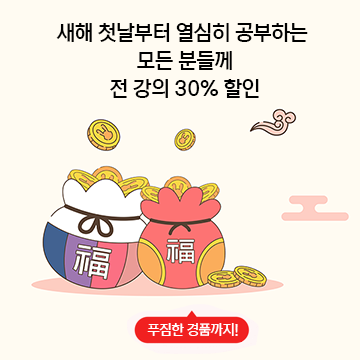 새해 첫날부터 열심히 공부하는
모든 분들께
전 강의 30% 할인
福
福
푸짐한 경품까지!